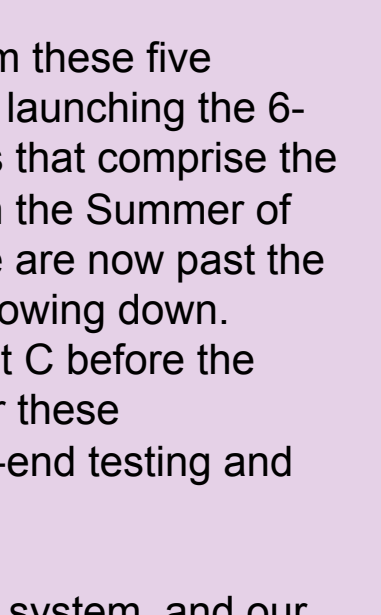 m these five
launching the 6-
s that comprise the
n the Summer of
e are now past the
owing down.
t C before the
r these
-end testing and
system, and our